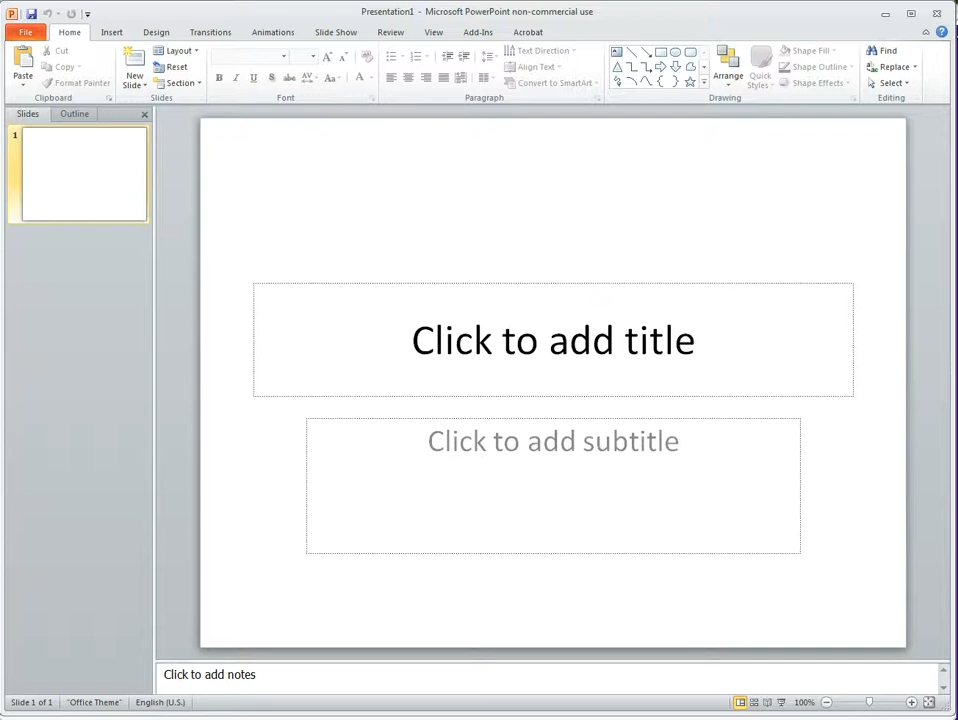 Presentation1 - Microsoft PowerPoint non-commercial use
File Home Insert Design Transitions Animations Slide Show Review View Add-Ins Acrobat
Paste
Cut
Copy
Format Painter
Clipboard
New
Slide
Layout
Reset
Section
Slides
B I U S abc AV Aa A
Font
Text Direction
Align Text
Convert to SmartArt
Paragraph
Arrange
Quick
Styles
Shape Fill
Shape Outline
Shape Effects
Drawing
Find
Replace
Select
Editing
Slides Outline
1
Click to add title
Click to add subtitle
Click to add notes
Slide 1 of 1 "Office Theme" English (U.S.) 100%